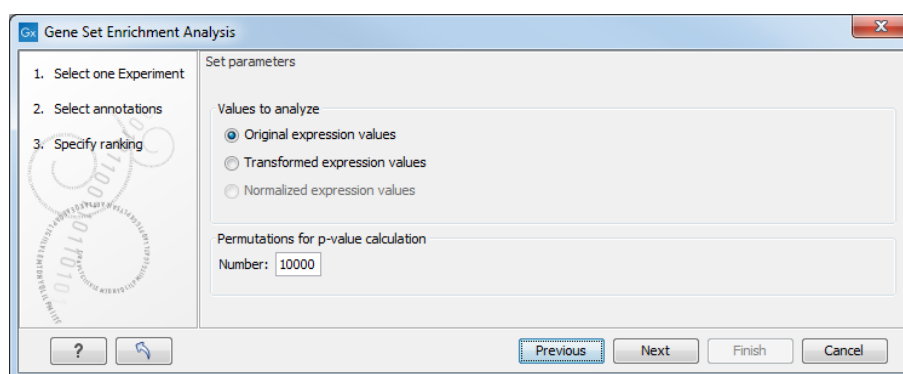 Gx Gene Set Enrichment Analysis
1. Select one Experiment
2. Select annotations
3. Specify ranking
Set parameters
Values to analyze
Original expression values
Transformed expression values
Normalized expression values
Permutations for p-value calculation
Number: 10000
?
Previous
Next
Finish
Cancel